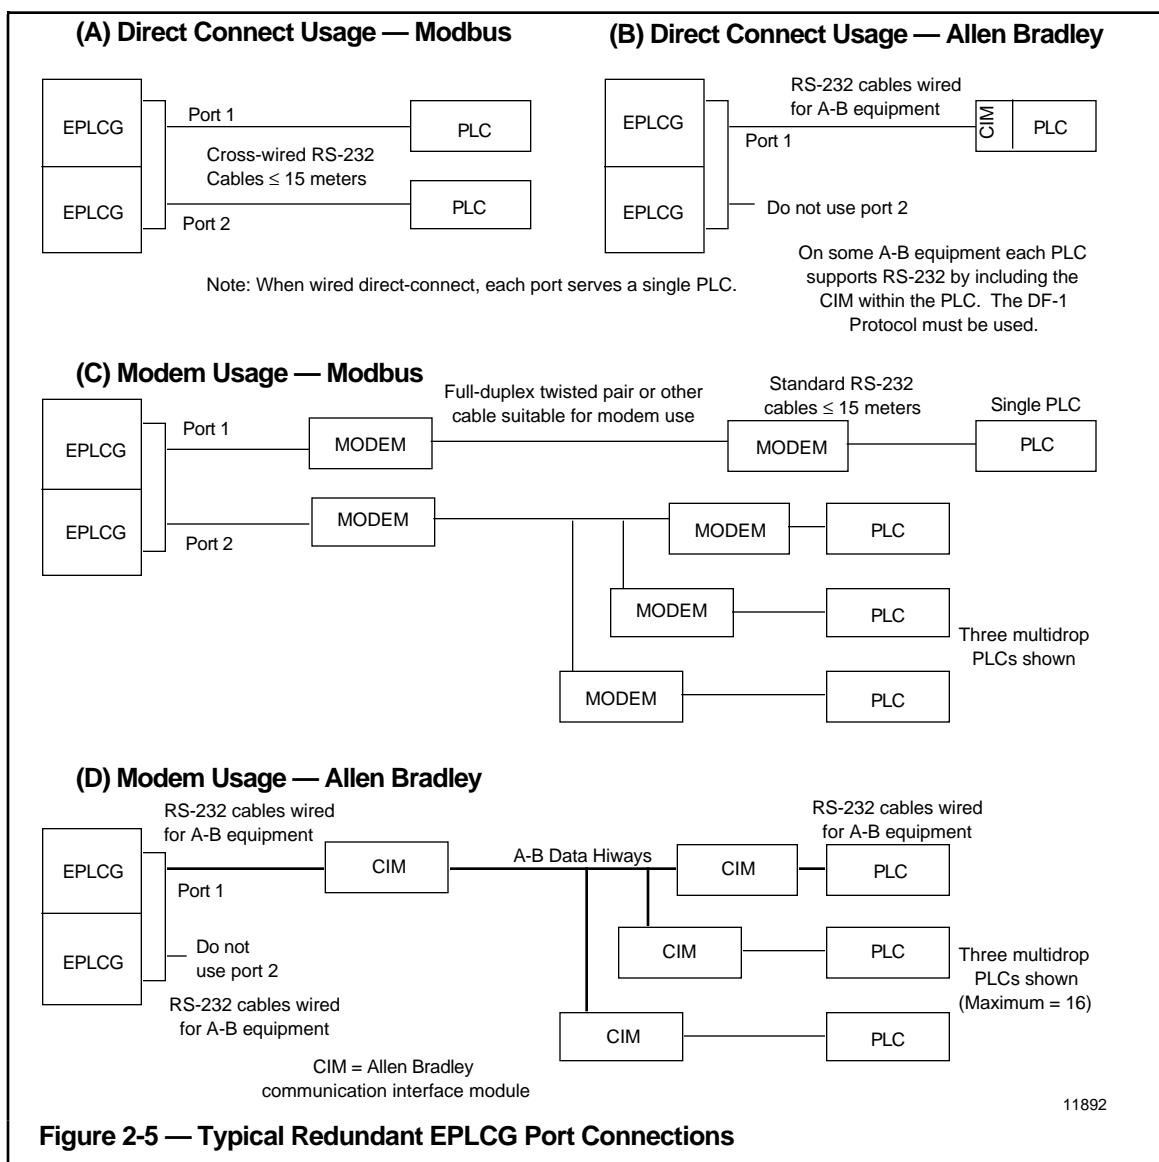 (A) Direct Connect Usage — Modbus
EPLCG
EPLCG
Port 1
PLC
Cross-wired RS-232
Cables ≤ 15 meters
PLC
Port 2
Note: When wired direct-connect, each port serves a single PLC.
(B) Direct Connect Usage — Allen Bradley
EPLCG
EPLCG
RS-232 cables wired
for A-B equipment
Port 1
CIM
PLC
Do not use port 2
On some A-B equipment each PLC
supports RS-232 by including the
CIM within the PLC. The DF-1
Protocol must be used.
(C) Modem Usage — Modbus
EPLCG
EPLCG
Port 1
MODEM
Full-duplex twisted pair or other
cable suitable for modem use
MODEM
Standard RS-232
cables ≤ 15 meters
Single PLC
PLC
Port 2
MODEM
MODEM
PLC
MODEM
PLC
MODEM
PLC
Three multidrop
PLCs shown
(D) Modem Usage — Allen Bradley
RS-232 cables wired
for A-B equipment
EPLCG
EPLCG
Port 1
CIM
A-B Data Hiways
CIM
RS-232 cables wired
for A-B equipment
PLC
Do not
use port 2
RS-232 cables wired
for A-B equipment
CIM
PLC
CIM
PLC
Three multidrop
PLCs shown
(Maximum = 16)
CIM = Allen Bradley
communication interface module
11892
Figure 2-5 — Typical Redundant EPLCG Port Connections